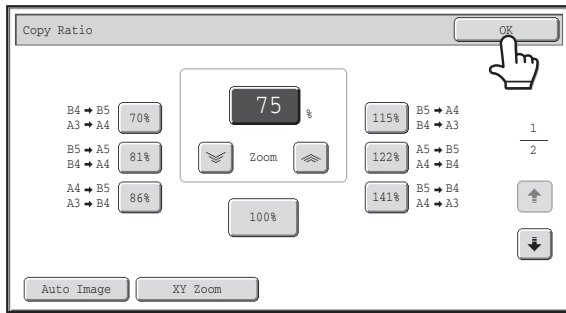 Copy Ratio
OK
B4 ➡ B5
A3 ➡ A4
70%
B5 ➡ A5
B4 ➡ A4
81%
A4 ➡ B5
A3 ➡ B4
86%
75 %
Zoom
100%
115%
B5 ➡ A4
B4 ➡ A3
122%
A5 ➡ B5
A4 ➡ B4
141%
B5 ➡ B4
A4 ➡ A3
1
2
Auto Image
XY Zoom